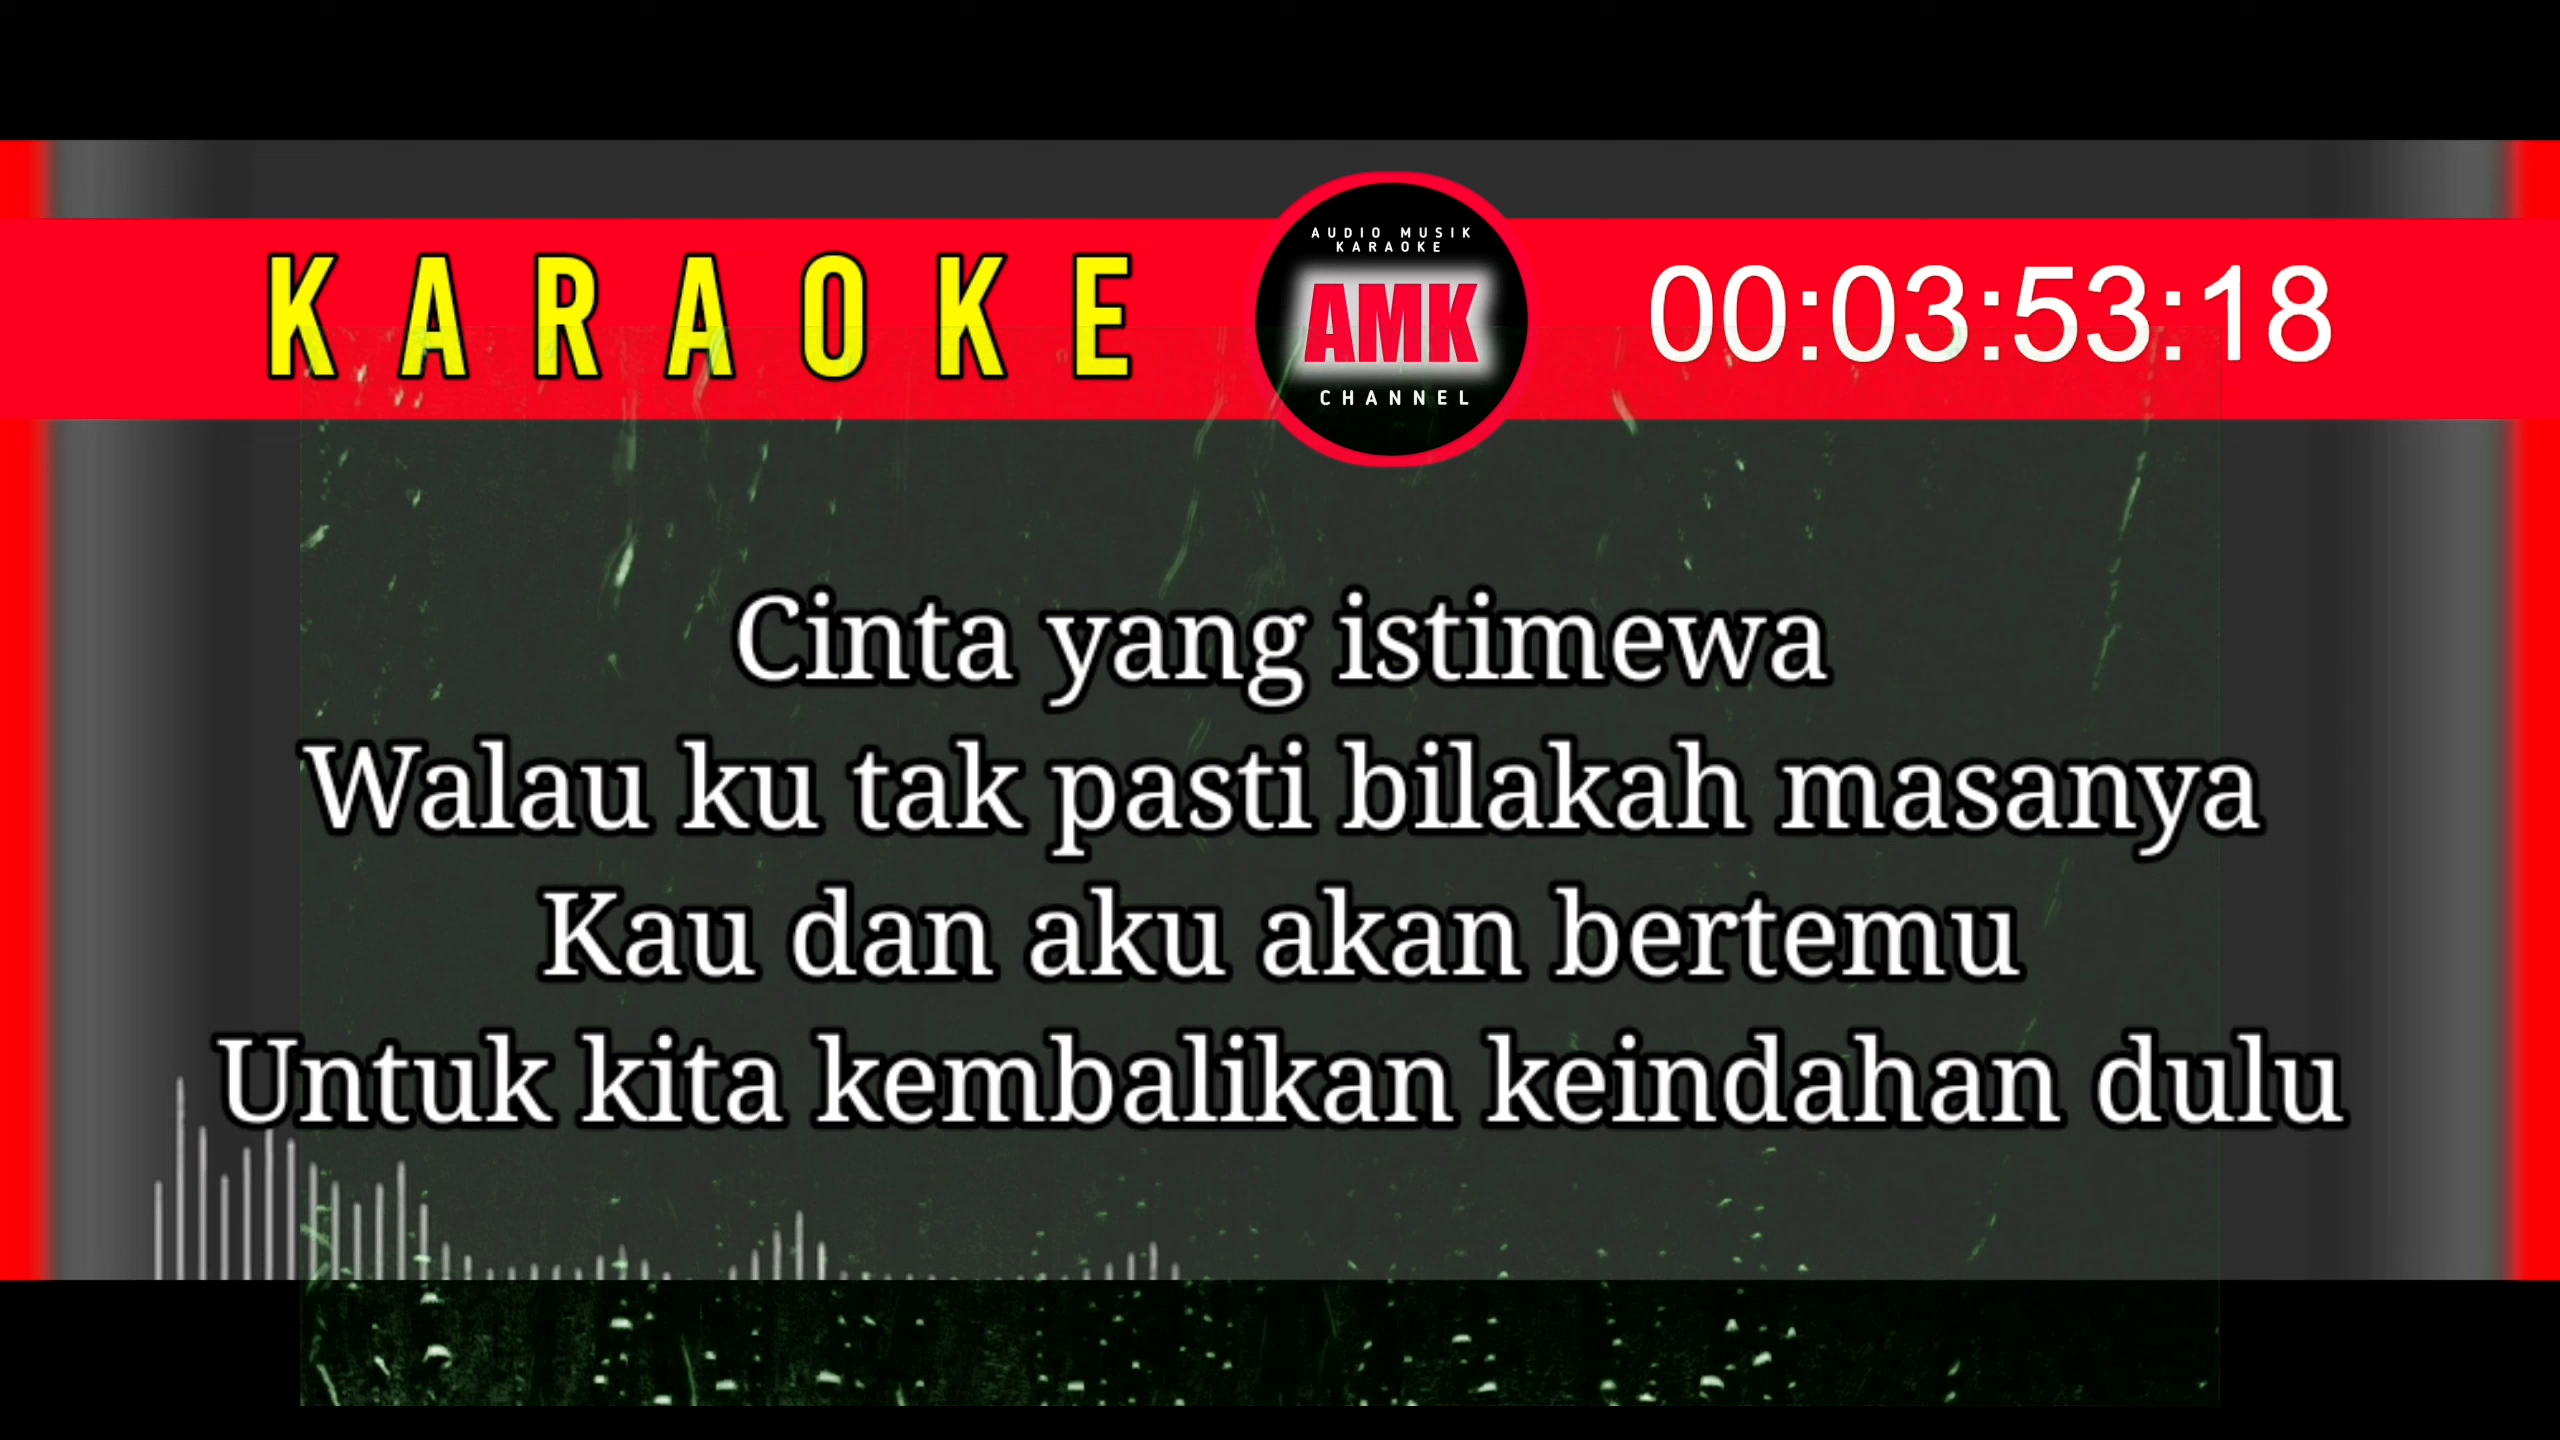 KARAOKE
AUDIO MUSIK
KARAOKE
AMK
CHANNEL
00:03:53:18
Cinta yang istimewa
Walau ku tak pasti bilakah masanya
Kau dan aku akan bertemu
Untuk kita kembalikan keindahan dulu